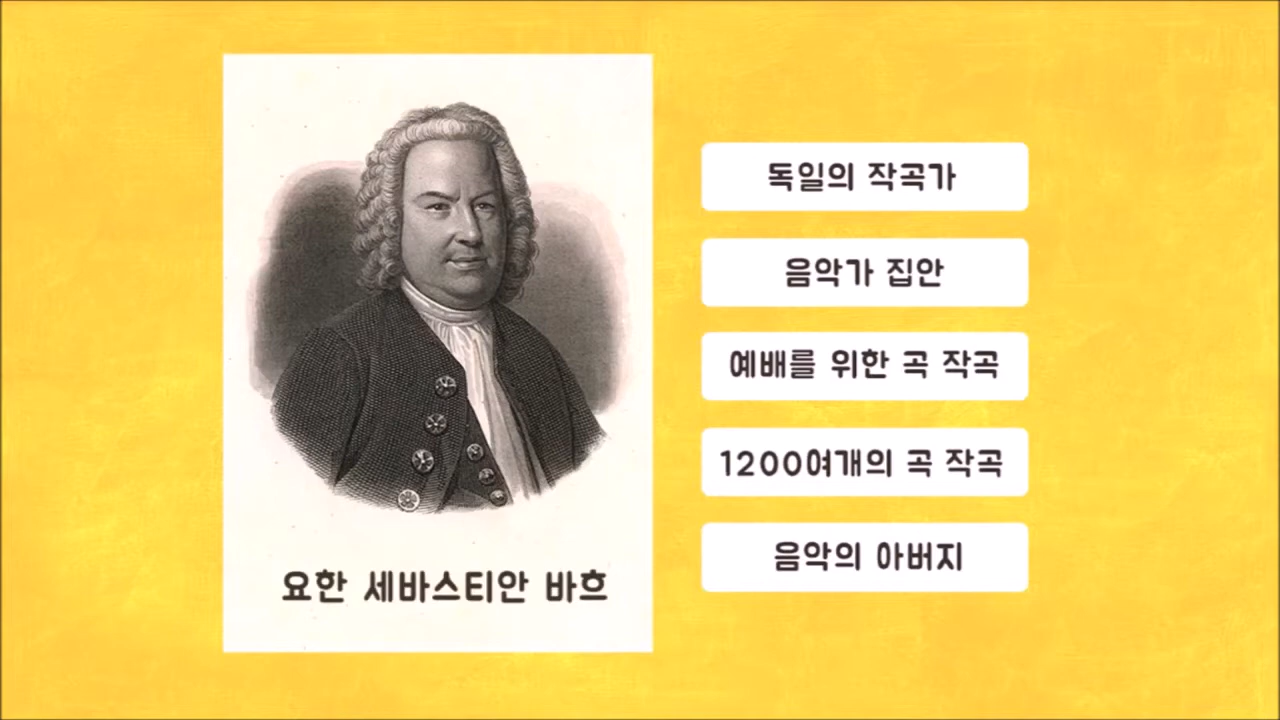 요한 세바스티안 바흐
독일의 작곡가
음악가 집안
예배를 위한 곡 작곡
1200여개의 곡 작곡
음악의 아버지